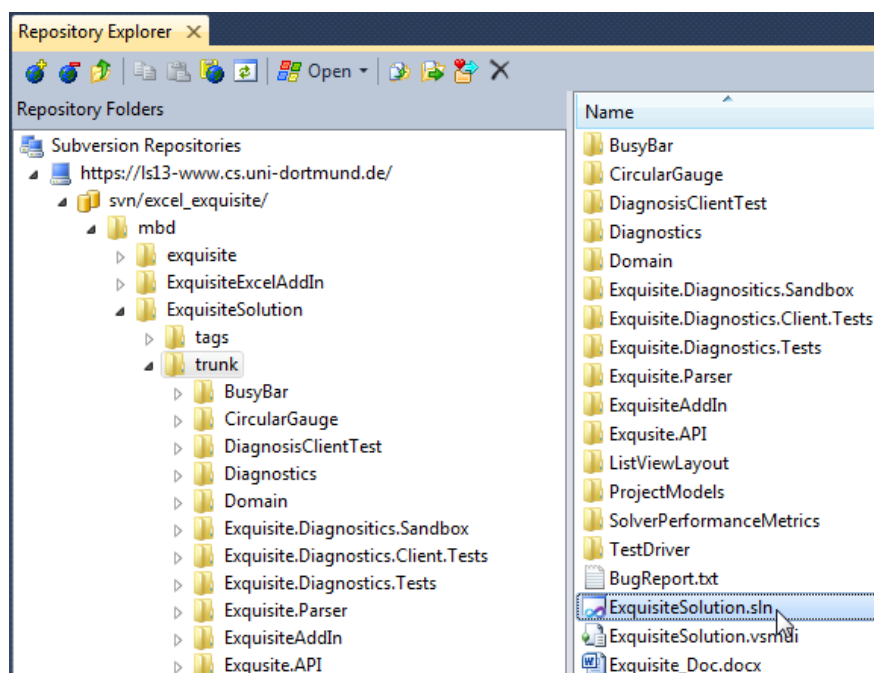 Repository Explorer
Open
Repository Folders
Subversion Repositories
https://ls13-www.cs.uni-dortmund.de/
svn/excel_exquisite/
mbd
exquisite
ExquisiteExcelAddIn
ExquisiteSolution
tags
trunk
BusyBar
CircularGauge
DiagnosisClientTest
Diagnostics
Domain
Exquisite.Diagnositics.Sandbox
Exquisite.Diagnostics.Client.Tests
Exquisite.Diagnostics.Tests
Exquisite.Parser
ExquisiteAddIn
Exqusite.API
Name
BusyBar
CircularGauge
DiagnosisClientTest
Diagnostics
Domain
Exquisite.Diagnositics.Sandbox
Exquisite.Diagnostics.Client.Tests
Exquisite.Diagnostics.Tests
Exquisite.Parser
ExquisiteAddIn
Exqusite.API
ListViewLayout
ProjectModels
SolverPerformanceMetrics
TestDriver
BugReport.txt
ExquisiteSolution.sln
ExquisiteSolution.vsmdi
Exquisite_Doc.docx